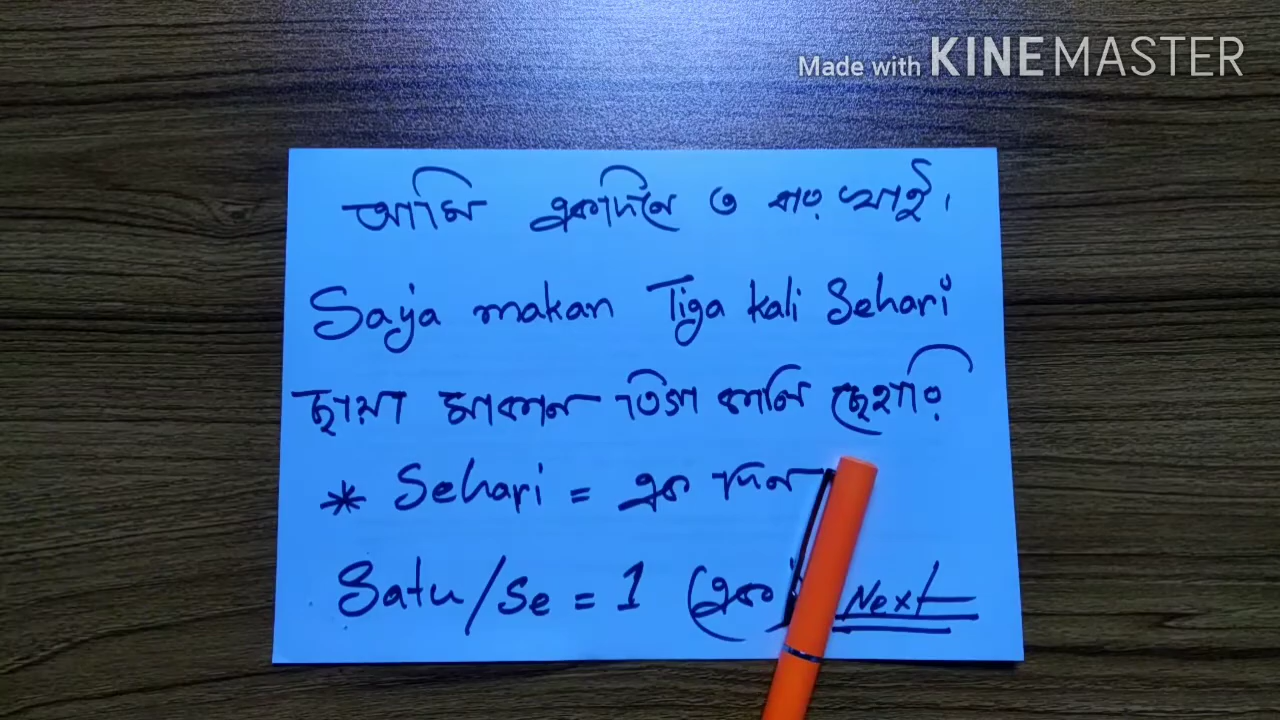 Made with KINEMASTER
আমি একদিনে ৩ বার খাই।
Saya makan Tiga kali Sehari
ছায়া মাকান তিগা কালি ছেহারি
* Sehari = এক দিন
Satu/Se = 1 (এক) Next